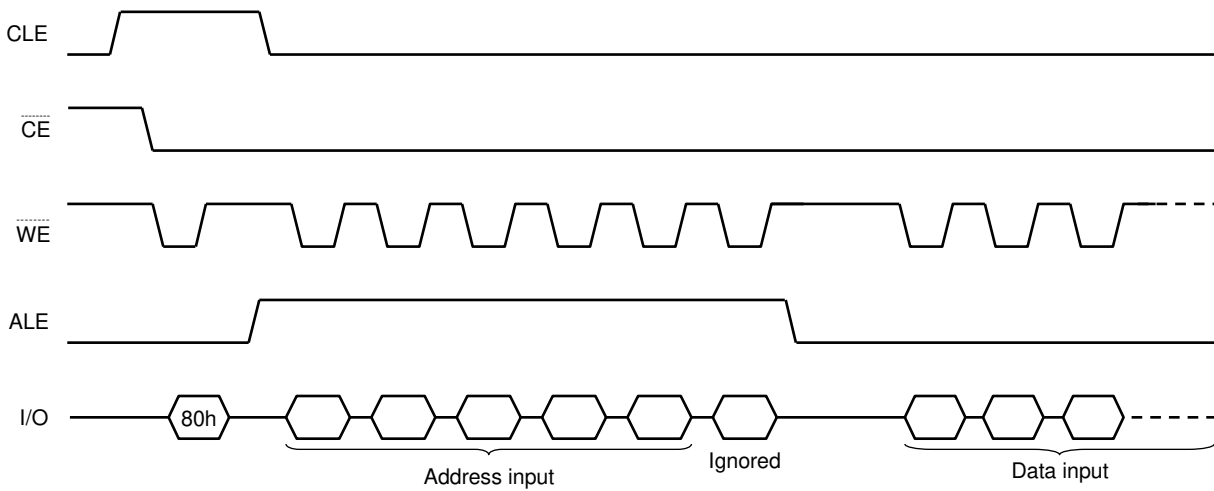 CLE
CE
WE
ALE
I/O
80h
Address input
Ignored
Data input